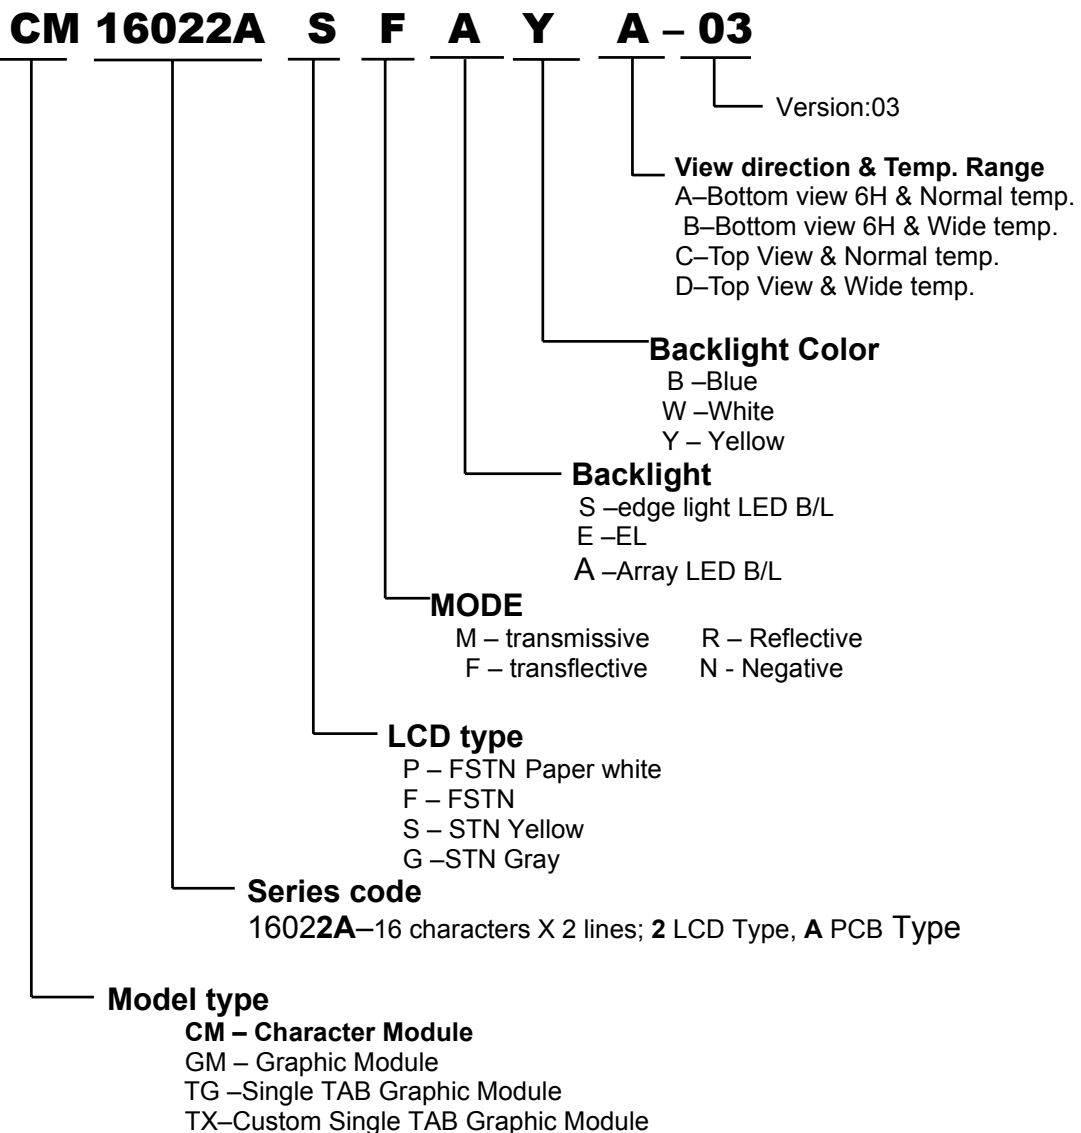 CM 16022A S F A Y A – 03
Version:03
View direction & Temp. Range
A–Bottom view 6H & Normal temp.
B–Bottom view 6H & Wide temp.
C–Top View & Normal temp.
D–Top View & Wide temp.
Backlight Color
B –Blue
W –White
Y – Yellow
Backlight
S –edge light LED B/L
E –EL
A –Array LED B/L
MODE
M – transmissive R – Reflective
F – transflective N - Negative
LCD type
P – FSTN Paper white
F – FSTN
S – STN Yellow
G –STN Gray
Series code
16022A–16 characters X 2 lines; 2 LCD Type, A PCB Type
Model type
CM – Character Module
GM – Graphic Module
TG –Single TAB Graphic Module
TX–Custom Single TAB Graphic Module